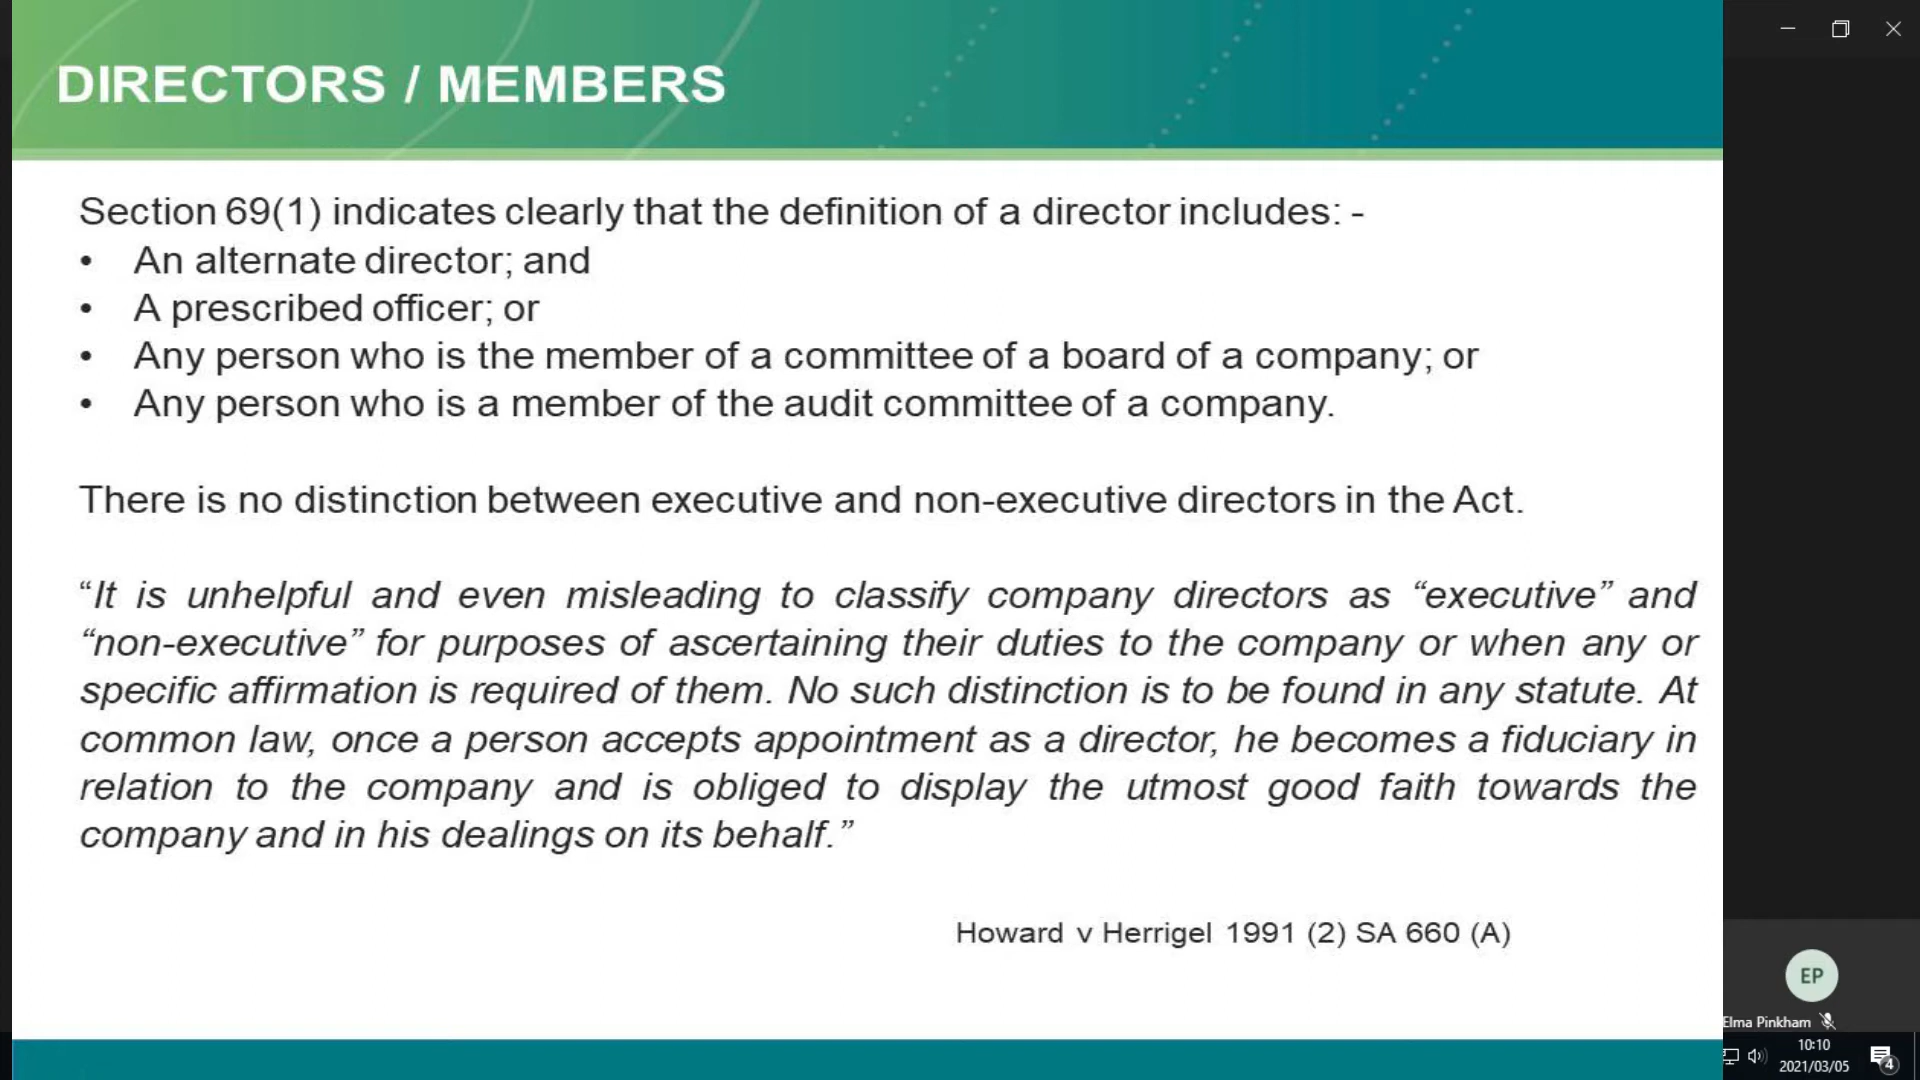 DIRECTORS / MEMBERS
Section 69(1) indicates clearly that the definition of a director includes: -
• An alternate director; and
• A prescribed officer; or
• Any person who is the member of a committee of a board of a company; or
• Any person who is a member of the audit committee of a company.
There is no distinction between executive and non-executive directors in the Act.
“It is unhelpful and even misleading to classify company directors as “executive” and
“non-executive” for purposes of ascertaining their duties to the company or when any or
specific affirmation is required of them. No such distinction is to be found in any statute. At
common law, once a person accepts appointment as a director, he becomes a fiduciary in
relation to the company and is obliged to display the utmost good faith towards the
company and in his dealings on its behalf.”
Howard v Herrigel 1991 (2) SA 660 (A)
EP
Elma Pinkham
10:10
2021/03/05
4